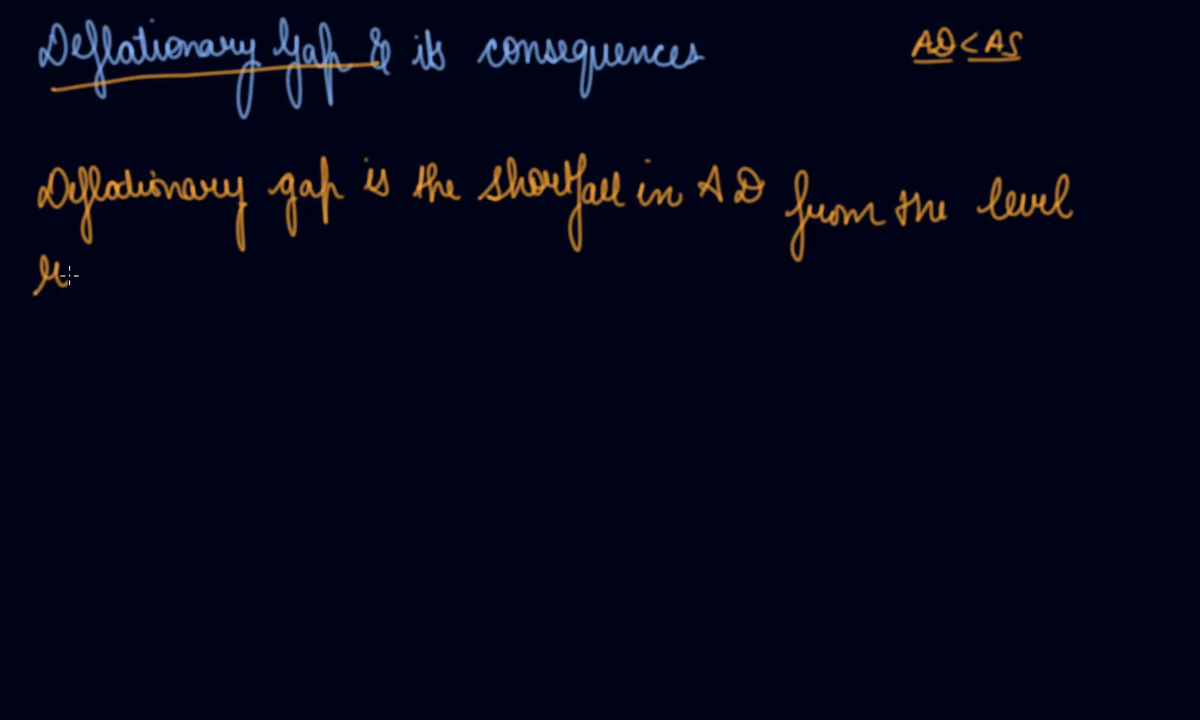 Deflationary Gap & its consequences
AD < AS
Deflationary gap is the shortfall in AD from the level